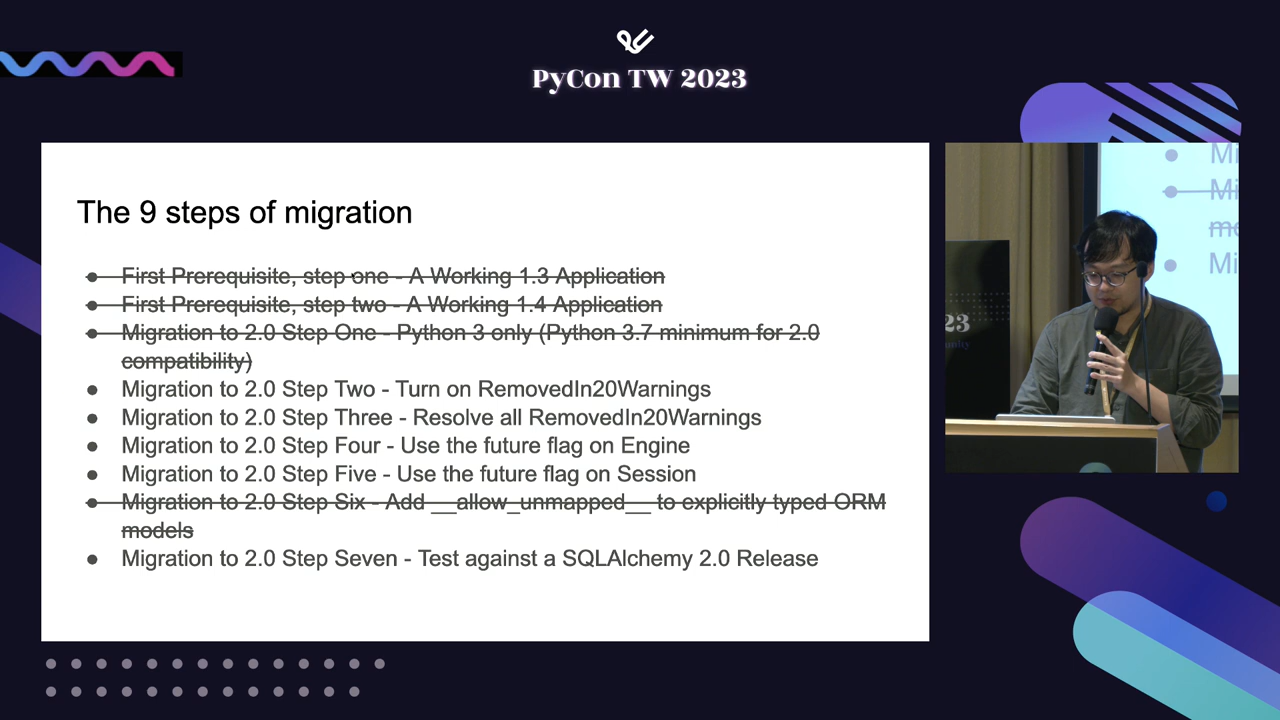 PyCon TW 2023
The 9 steps of migration
● First Prerequisite, step one - A Working 1.3 Application
● First Prerequisite, step two - A Working 1.4 Application
● Migration to 2.0 Step One - Python 3 only (Python 3.7 minimum for 2.0
compatibility)
● Migration to 2.0 Step Two - Turn on RemovedIn20Warnings
● Migration to 2.0 Step Three - Resolve all RemovedIn20Warnings
● Migration to 2.0 Step Four - Use the future flag on Engine
● Migration to 2.0 Step Five - Use the future flag on Session
● Migration to 2.0 Step Six - Add __allow_unmapped__ to explicitly typed ORM
models
● Migration to 2.0 Step Seven - Test against a SQLAlchemy 2.0 Release
Mi
Mi
me
Mi
23